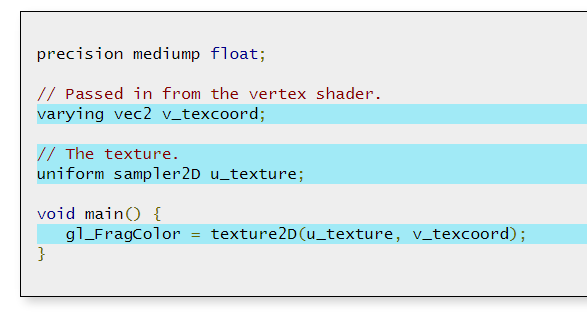 precision mediump float;
// Passed in from the vertex shader.
varying vec2 v_texcoord;
// The texture.
uniform sampler2D u_texture;
void main() {
   gl_FragColor = texture2D(u_texture, v_texcoord);
}